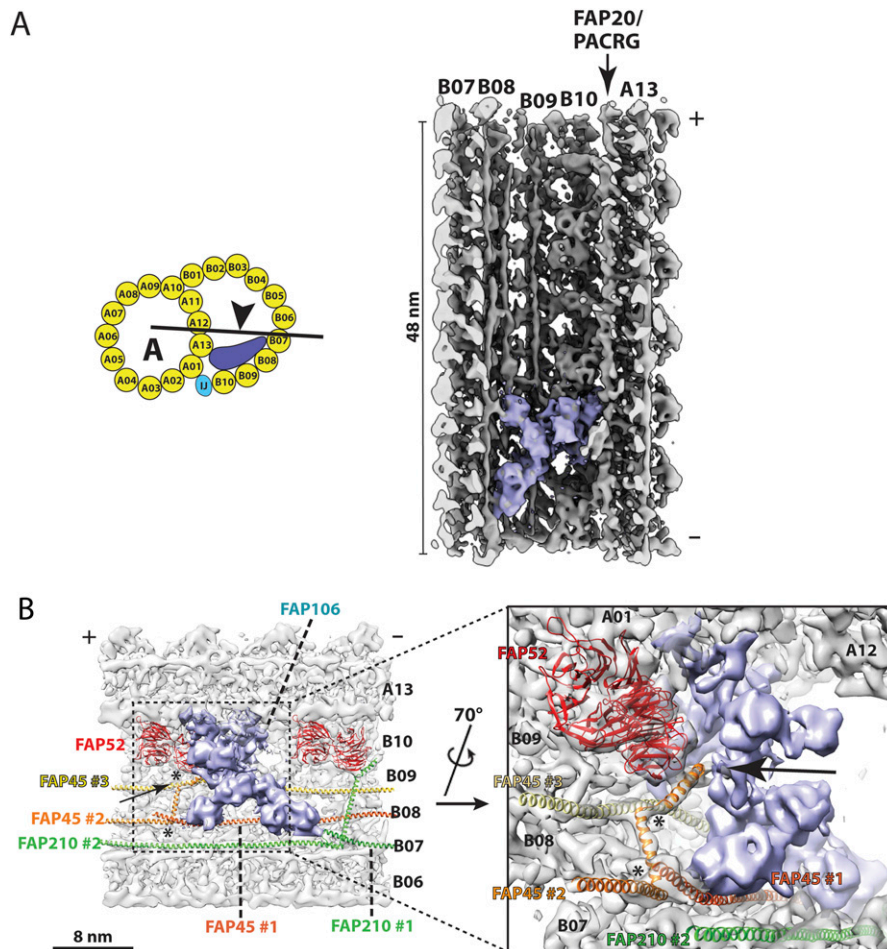 A
FAP20/
PACRG
B07 B08 B09 B10 A13
+
48 nm
−
B02 B03
B01 B04
A09 A10
A08 A11 B05
A07 A12 B06
A06 A A13 B07
A05 A01 B08
A04 A03 A02 IJ B10 B09
B
FAP106
+ −
A13
FAP52
B10
*
FAP45 #3
B09
FAP45 #2
B08
*
FAP210 #2
B07
B06
FAP45 #1
FAP210 #1
8 nm
70°
A01
FAP52
A12
B09
FAP45 #3
*
B08
*
FAP45 #2
FAP45 #1
B07
FAP210 #2